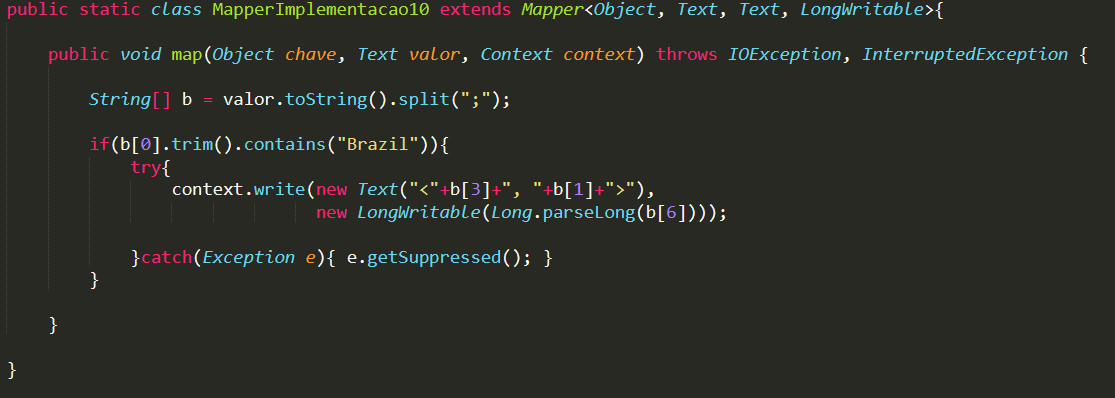 public static class MapperImplementacao10 extends Mapper<Object, Text, Text, LongWritable>{
public void map(Object chave, Text valor, Context context) throws IOException, InterruptedException {
String[] b = valor.toString().split(";");
if(b[0].trim().contains("Brazil")){
try{
context.write(new Text("<"+b[3]+", "+b[1]+">"),
new LongWritable(Long.parseLong(b[6])));
}catch(Exception e){ e.getSuppressed(); }
}
}
}